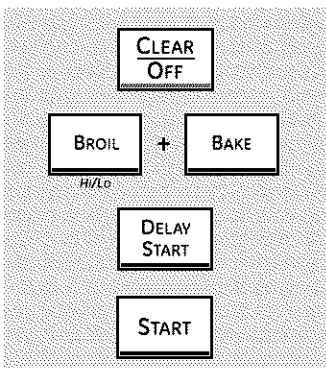 CLEAR
OFF
BROIL + BAKE
Hi/Lo
DELAY
START
START